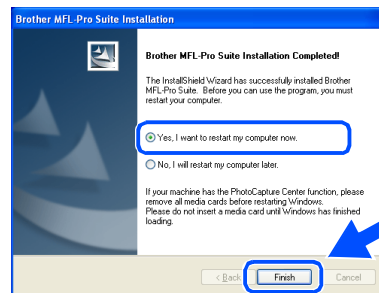 Brother MFL-Pro Suite Installation
Brother MFL-Pro Suite Installation Completed!
The InstallShield Wizard has successfully installed Brother
MFL-Pro Suite. Before you can use the program, you must
restart your computer.
Yes, I want to restart my computer now.
No, I will restart my computer later.
If your machine has the PhotoCapture Center function, please
remove all media cards before restarting Windows.
Please do not insert a media card until Windows has finished
loading.
< Back
Finish
Cancel